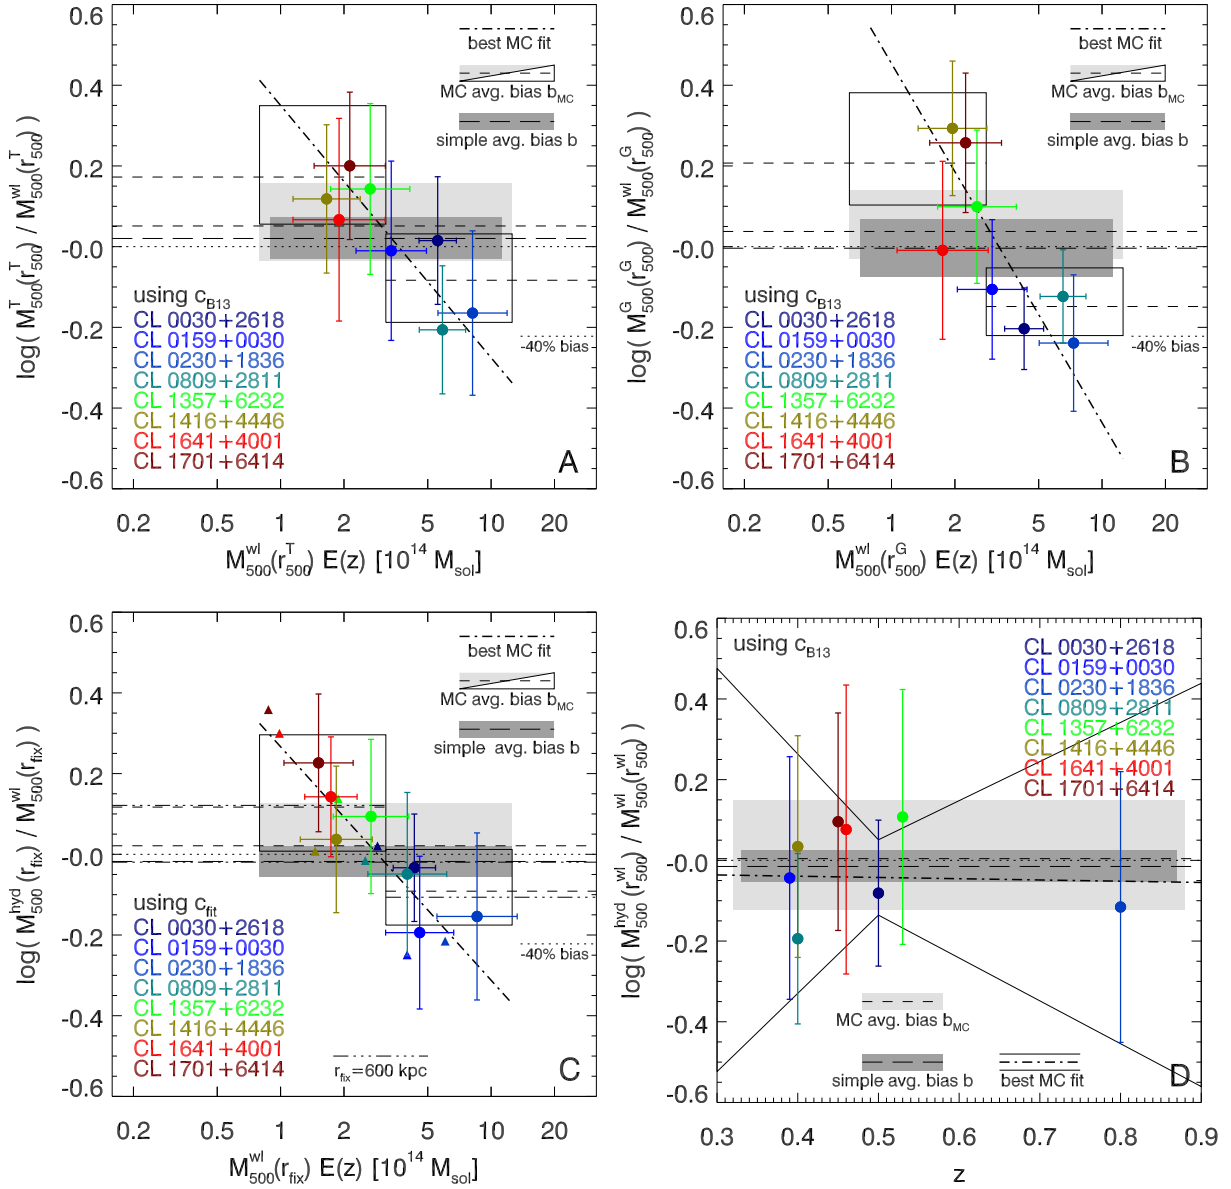 0.6
0.4
0.2
-0.0
-0.2
-0.4
-0.6
log( M^T_500(r^T_500) / M^wl_500(r^T_500) )
best MC fit
MC avg. bias b_MC
simple avg. bias b
using c_B13
CL 0030+2618
CL 0159+0030
CL 0230+1836
CL 0809+2811
CL 1357+6232
CL 1416+4446
CL 1641+4001
CL 1701+6414
-40% bias
A
0.2 0.5 1 2 5 10 20
M^wl_500(r^T_500) E(z) [10^14 M_sol]
0.6
0.4
0.2
-0.0
-0.2
-0.4
-0.6
log( M^G_500(r^G_500) / M^wl_500(r^G_500) )
best MC fit
MC avg. bias b_MC
simple avg. bias b
using c_B13
CL 0030+2618
CL 0159+0030
CL 0230+1836
CL 0809+2811
CL 1357+6232
CL 1416+4446
CL 1641+4001
CL 1701+6414
-40% bias
B
0.2 0.5 1 2 5 10 20
M^wl_500(r^G_500) E(z) [10^14 M_sol]
0.6
0.4
0.2
-0.0
-0.2
-0.4
-0.6
log( M^hyd_500 (r_fix) / M^wl_500(r_fix) )
best MC fit
MC avg. bias b_MC
simple avg. bias b
using c_fit
CL 0030+2618
CL 0159+0030
CL 0230+1836
CL 0809+2811
CL 1357+6232
CL 1416+4446
CL 1641+4001
CL 1701+6414
-40% bias
r_fix=600 kpc
C
0.2 0.5 1 2 5 10 20
M^wl_500(r_fix) E(z) [10^14 M_sol]
0.6
0.4
0.2
-0.0
-0.2
-0.4
-0.6
log( M^hyd_500 (r^wl_500) / M^wl_500(r^wl_500) )
using c_B13
CL 0030+2618
CL 0159+0030
CL 0230+1836
CL 0809+2811
CL 1357+6232
CL 1416+4446
CL 1641+4001
CL 1701+6414
MC avg. bias b_MC
simple avg. bias b
best MC fit
D
0.3 0.4 0.5 0.6 0.7 0.8 0.9
z